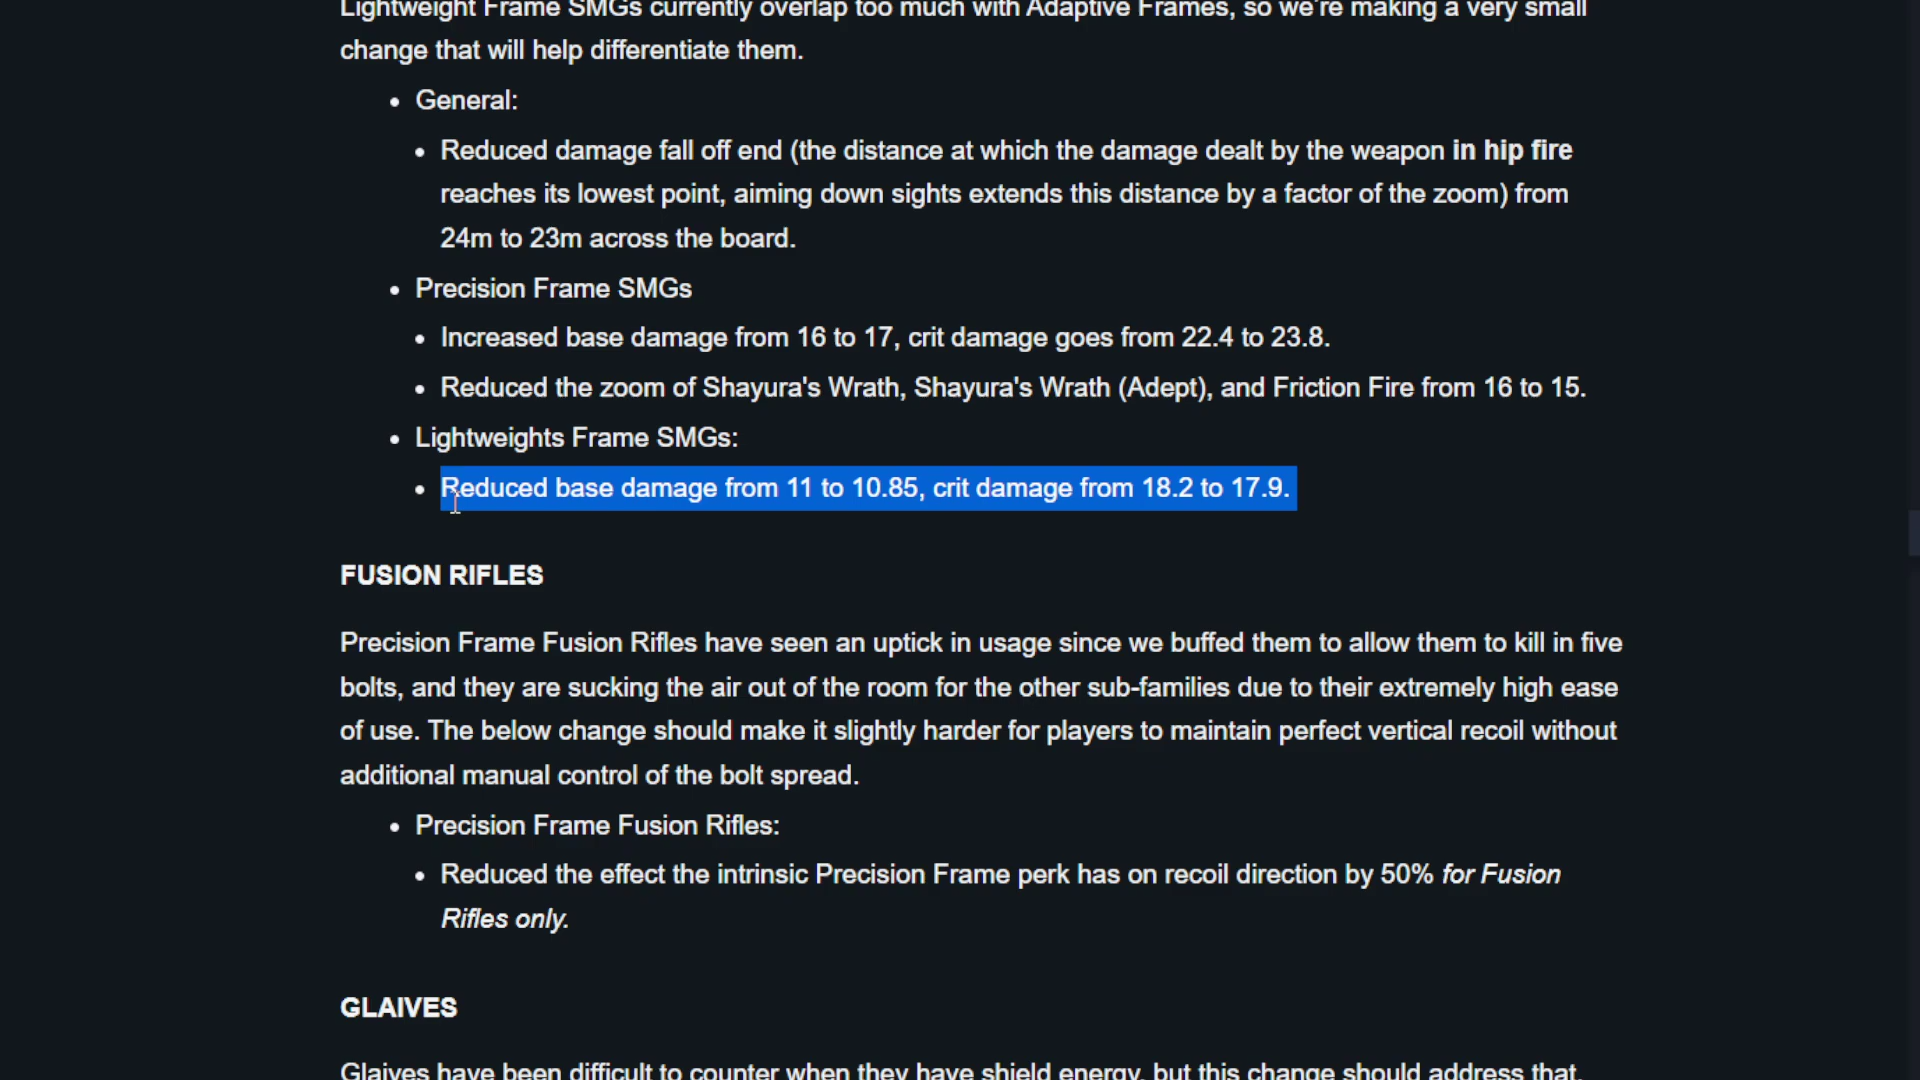 Lightweight Frame SMGs currently overlap too much with Adaptive Frames, so we're making a very small
change that will help differentiate them.
• General:
• Reduced damage fall off end (the distance at which the damage dealt by the weapon in hip fire
reaches its lowest point, aiming down sights extends this distance by a factor of the zoom) from
24m to 23m across the board.
• Precision Frame SMGs
• Increased base damage from 16 to 17, crit damage goes from 22.4 to 23.8.
• Reduced the zoom of Shayura's Wrath, Shayura's Wrath (Adept), and Friction Fire from 16 to 15.
• Lightweights Frame SMGs:
• Reduced base damage from 11 to 10.85, crit damage from 18.2 to 17.9.
FUSION RIFLES
Precision Frame Fusion Rifles have seen an uptick in usage since we buffed them to allow them to kill in five
bolts, and they are sucking the air out of the room for the other sub-families due to their extremely high ease
of use. The below change should make it slightly harder for players to maintain perfect vertical recoil without
additional manual control of the bolt spread.
• Precision Frame Fusion Rifles:
• Reduced the effect the intrinsic Precision Frame perk has on recoil direction by 50% for Fusion
Rifles only.
GLAIVES
Glaives have been difficult to counter when they have shield energy, but this change should address that.